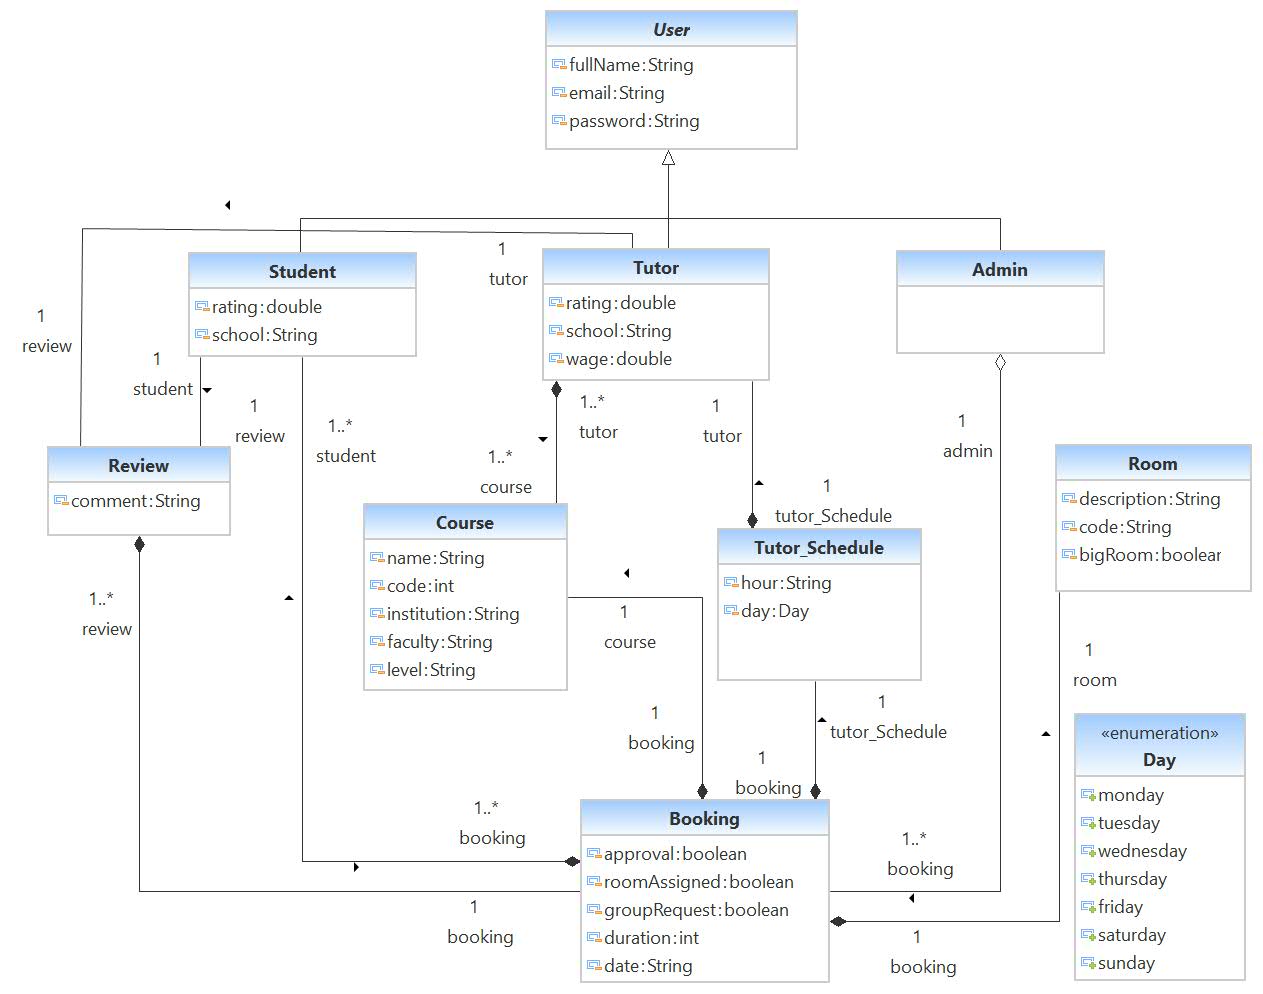 User
fullName:String
email:String
password:String
Student
rating:double
school:String
1
tutor
Tutor
rating:double
school:String
wage:double
Admin
1
review
1
student
1
review
1..*
student
1..*
tutor
1..*
course
1
tutor
1
tutor_Schedule
1
admin
Review
comment:String
Course
name:String
code:int
institution:String
faculty:String
level:String
Tutor_Schedule
hour:String
day:Day
Room
description:String
code:String
bigRoom:boolear
1..*
review
1
course
1
booking
1
tutor_Schedule
1
booking
1
room
«enumeration»
Day
monday
tuesday
wednesday
thursday
friday
saturday
sunday
1..*
booking
Booking
approval:boolean
roomAssigned:boolean
groupRequest:boolean
duration:int
date:String
1..*
booking
1
booking
1
booking